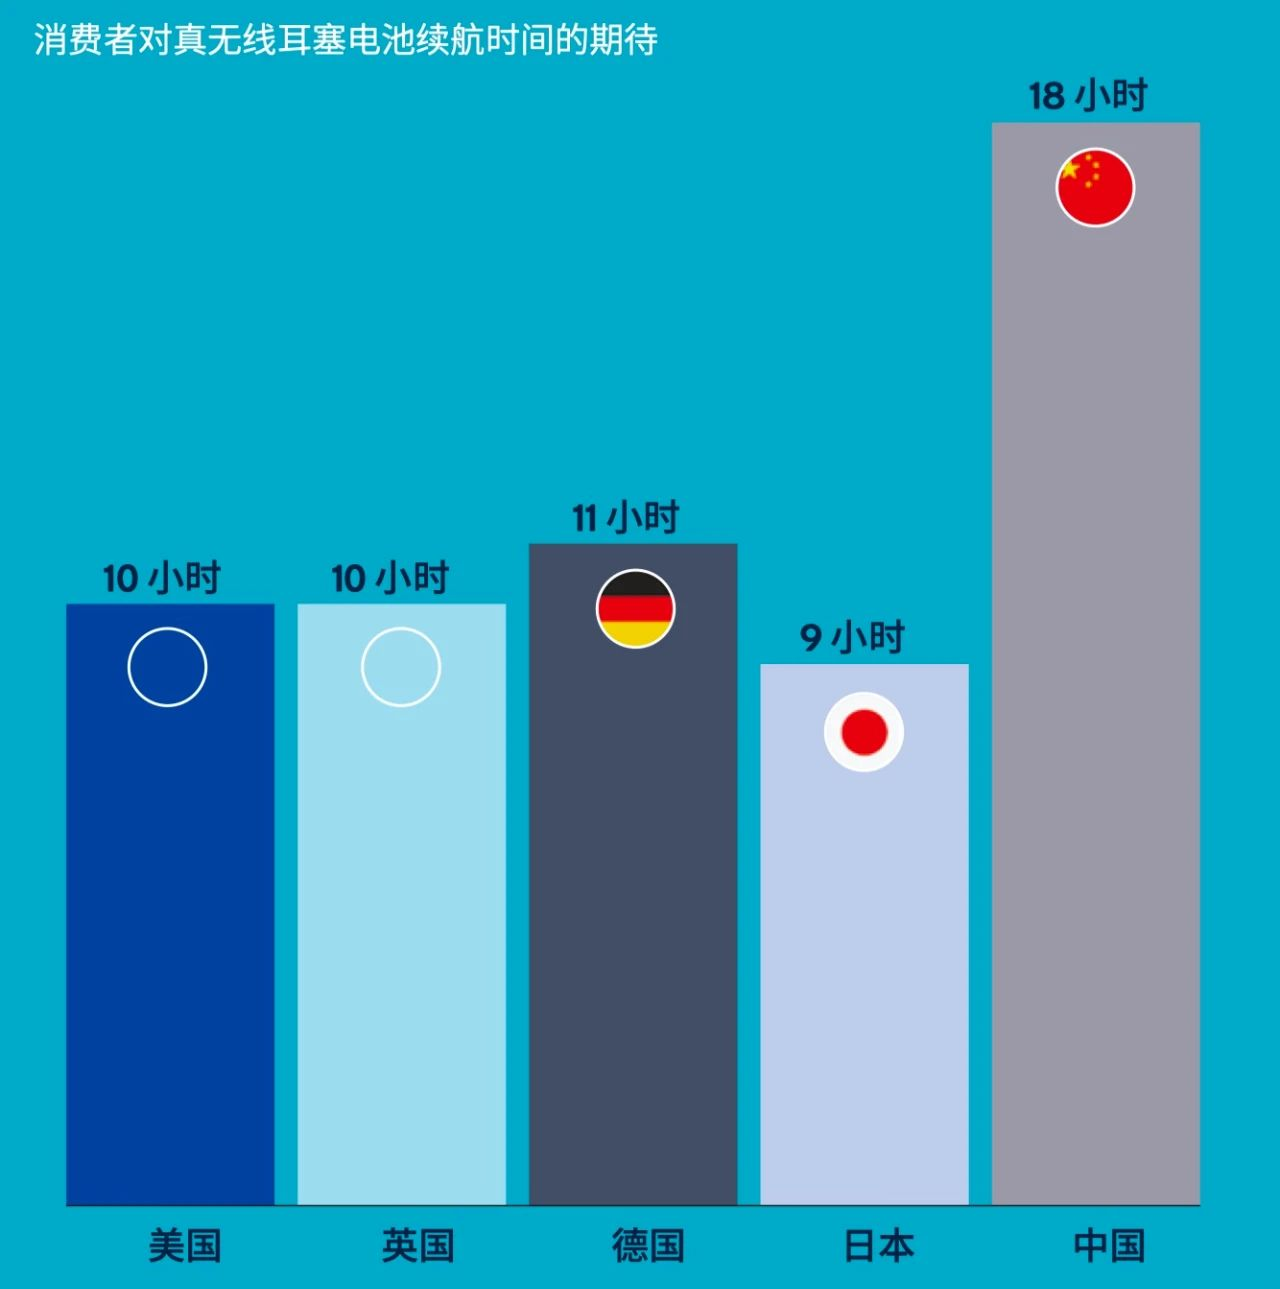 消费者对真无线耳塞电池续航时间的期待
18 小时
11 小时
10 小时
10 小时
9 小时
美国
英国
德国
日本
中国